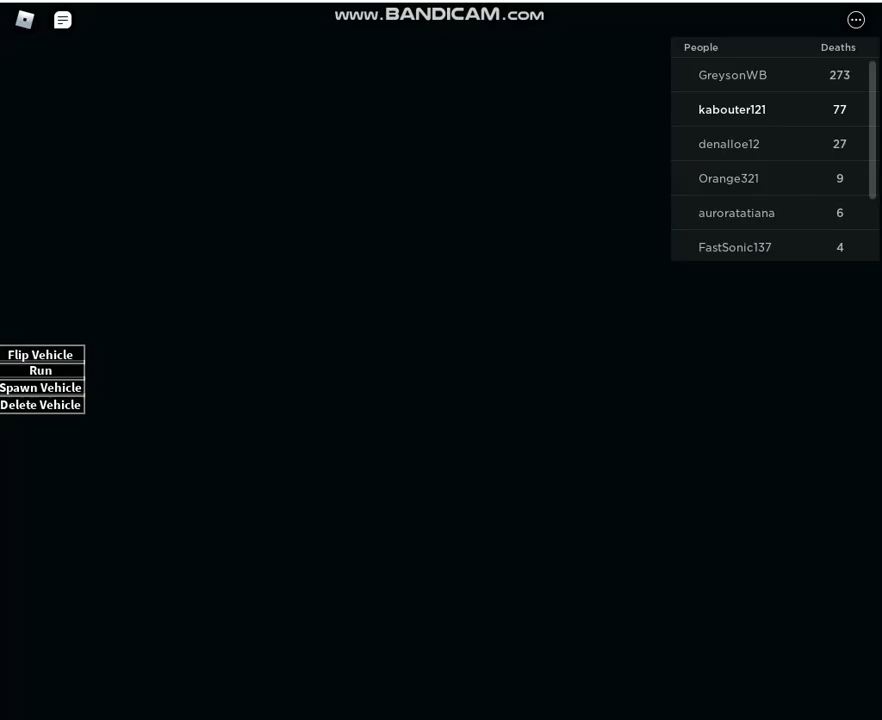 www.BANDICAM.com
People Deaths
GreysonWB 273
kabouter121 77
denalloe12 27
Orange321 9
auroratatiana 6
FastSonic137 4
Flip Vehicle
Run
Spawn Vehicle
Delete Vehicle